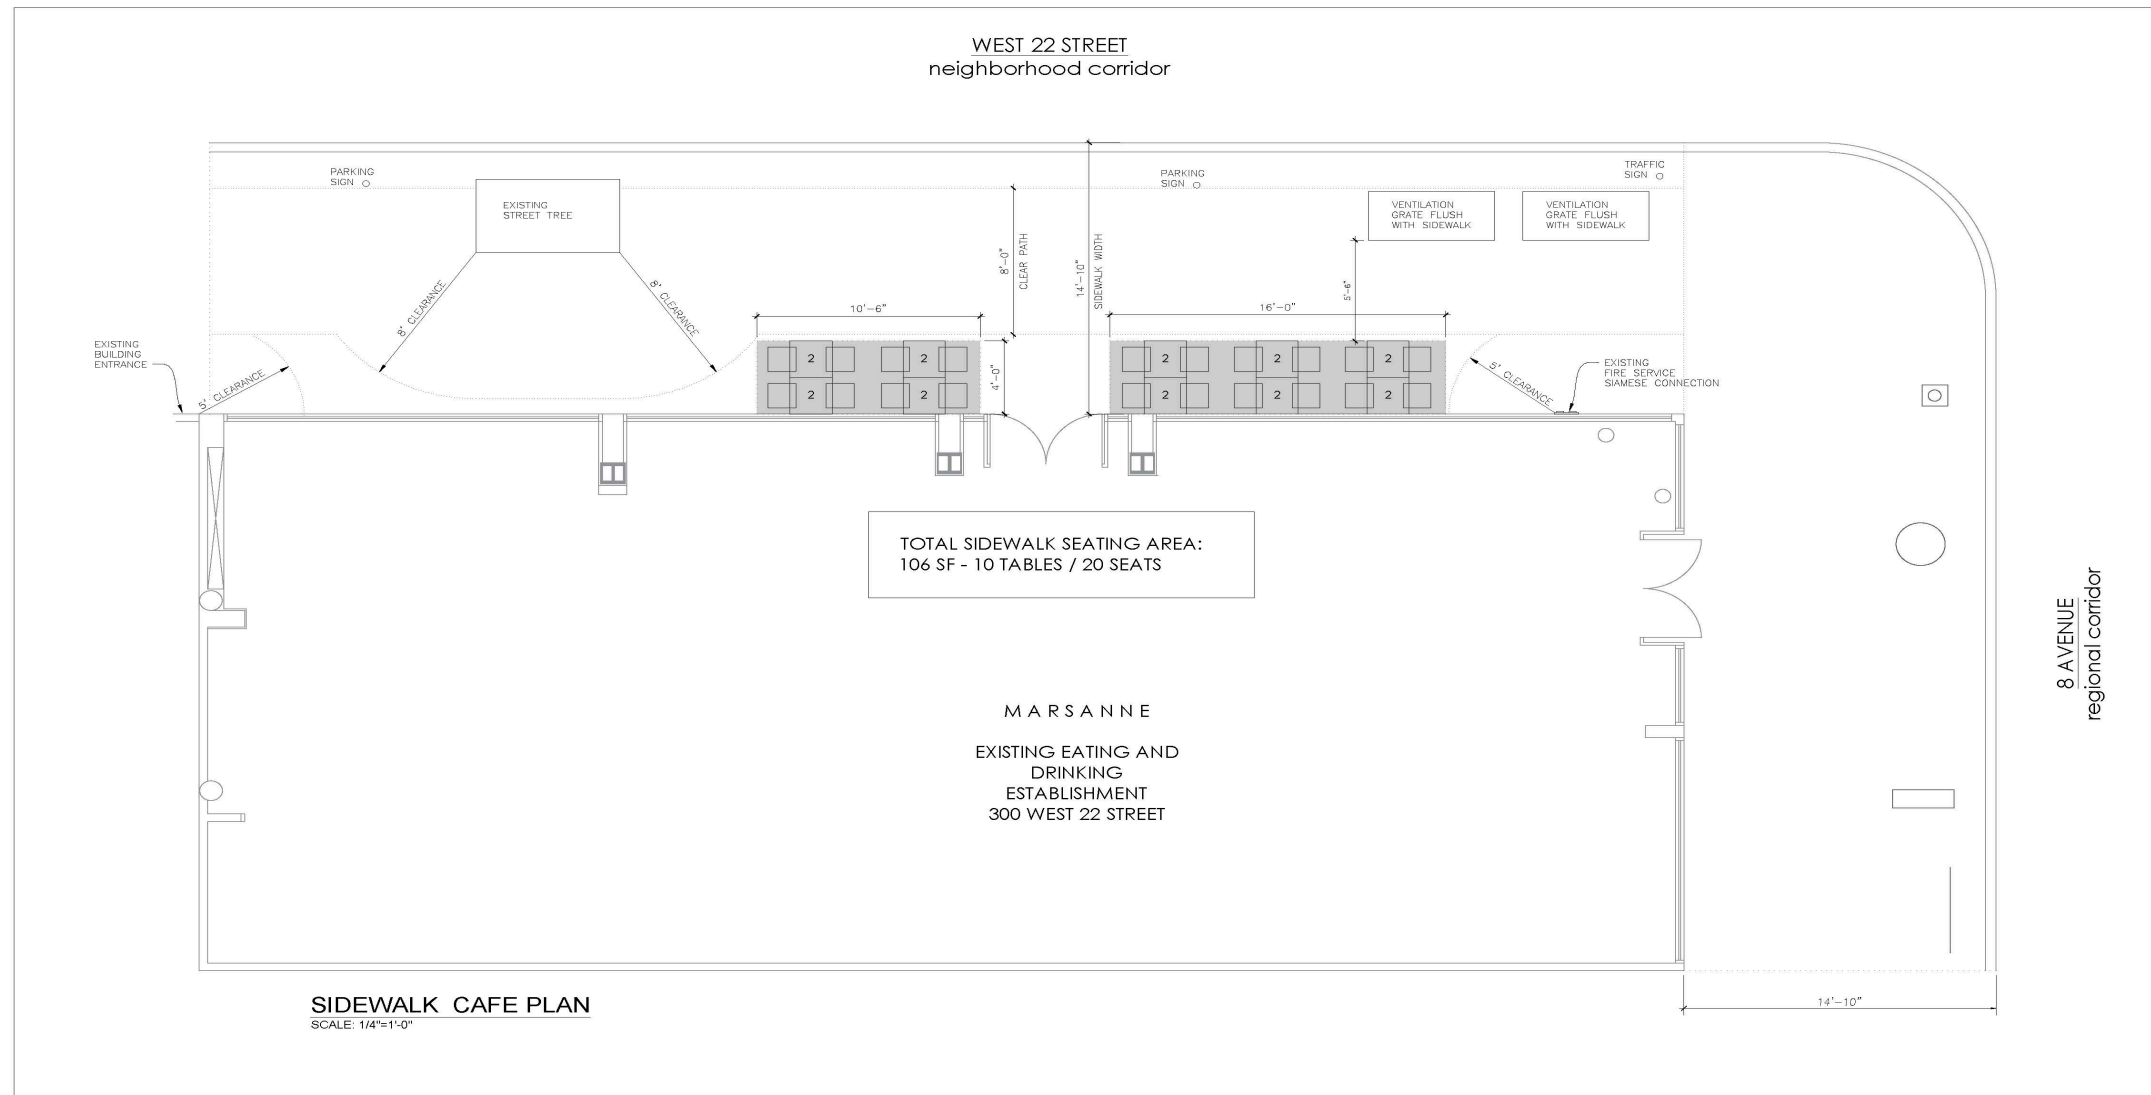 WEST 22 STREET
neighborhood corridor
PARKING
SIGN
EXISTING
STREET TREE
PARKING
SIGN
TRAFFIC
SIGN
VENTILATION
GRATE FLUSH
WITH SIDEWALK
VENTILATION
GRATE FLUSH
WITH SIDEWALK
8'-0"
CLEAR PATH
14'-10"
SIDEWALK WIDTH
5'-6"
8' CLEARANCE
8' CLEARANCE
10'-6"
16'-0"
EXISTING
BUILDING
ENTRANCE
5' CLEARANCE
2 2
2 2
4'-0"
2 2 2
2 2 2
5' CLEARANCE
EXISTING
FIRE SERVICE
SIAMESE CONNECTION
TOTAL SIDEWALK SEATING AREA:
106 SF - 10 TABLES / 20 SEATS
8 AVENUE
regional corridor
MARSANNE
EXISTING EATING AND
DRINKING
ESTABLISHMENT
300 WEST 22 STREET
SIDEWALK CAFE PLAN
SCALE: 1/4"=1'-0"
14'-10"